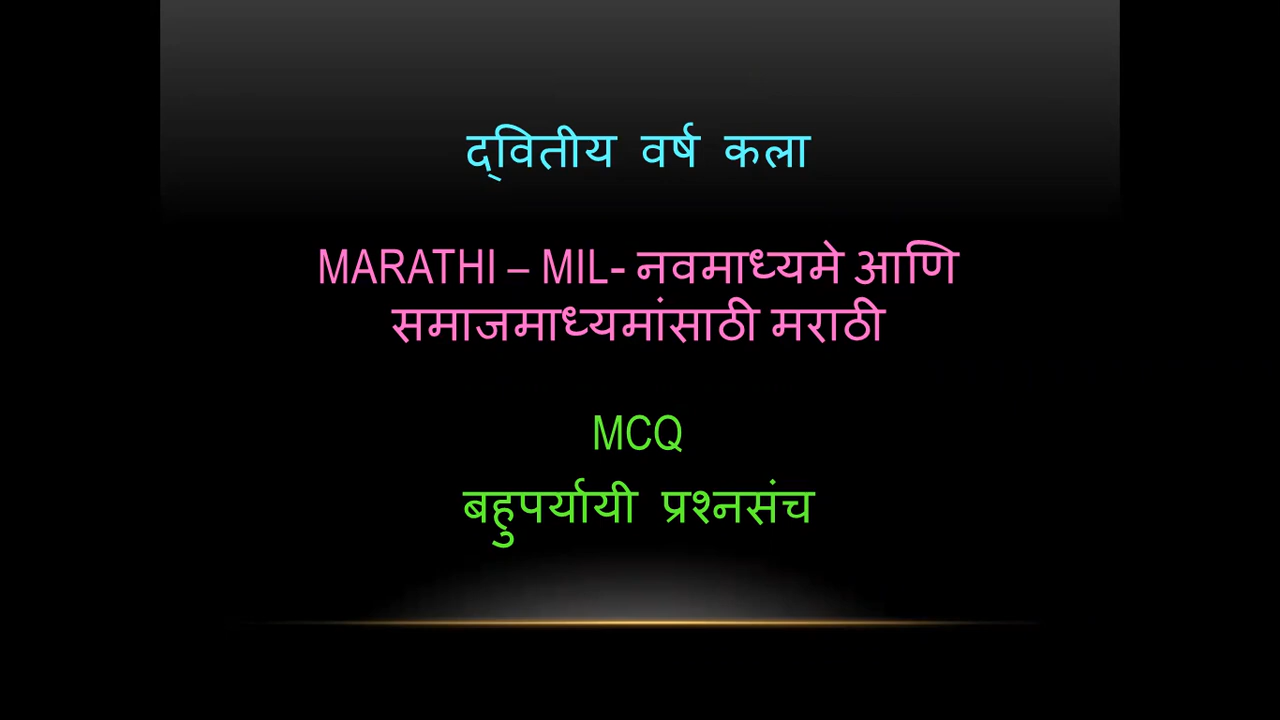 द्‌वितीय वर्ष कला
MARATHI – MIL- नवमाध्यमे आणि
समाजमाध्यमांसाठी मराठी
MCQ
बहुपर्यायी प्रश्नसंच